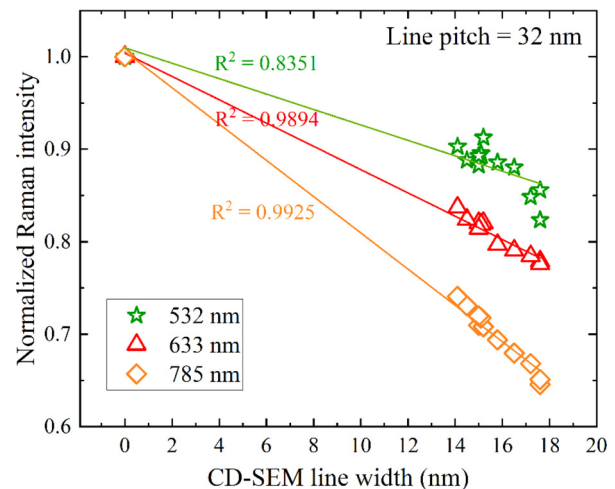 Line pitch = 32 nm
R² = 0.8351
R² = 0.9894
R² = 0.9925
Normalized Raman intensity
1.0
0.9
0.8
0.7
0.6
532 nm
633 nm
785 nm
0 2 4 6 8 10 12 14 16 18 20
CD-SEM line width (nm)